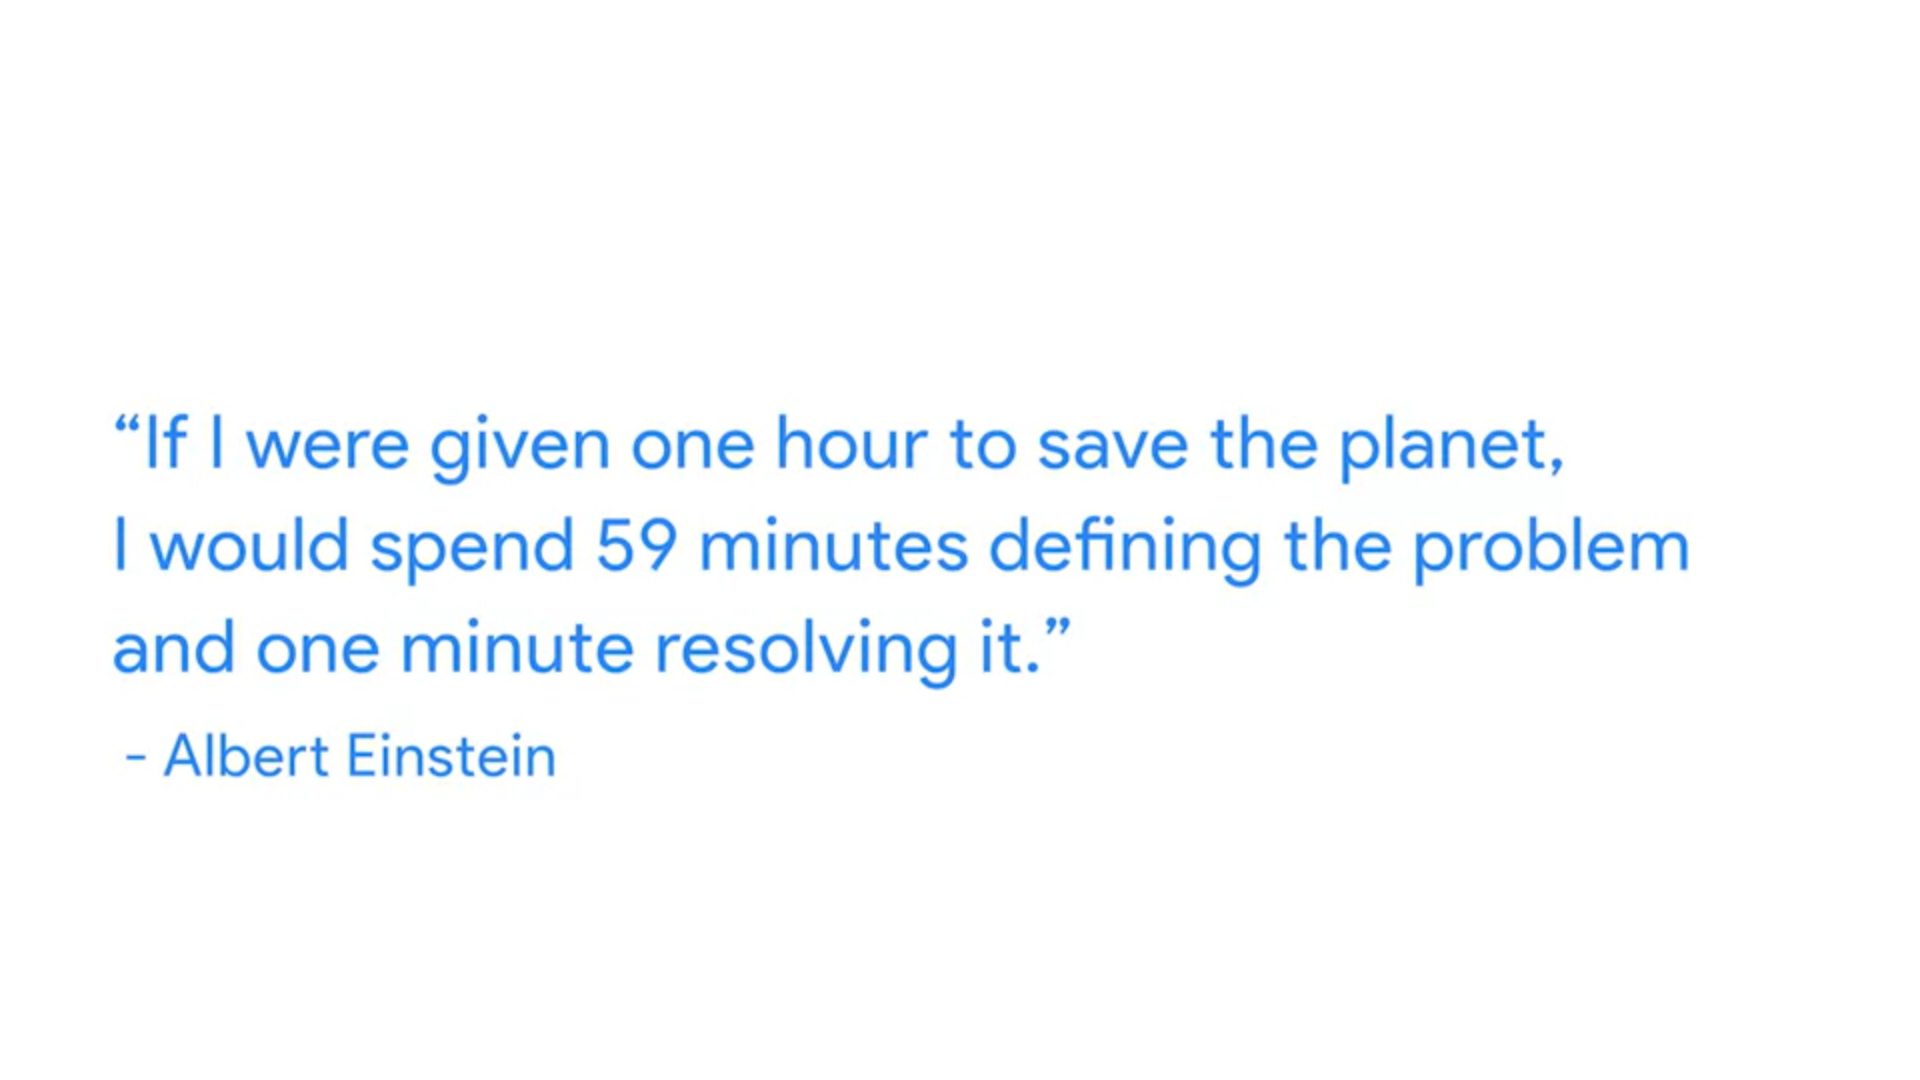 “If I were given one hour to save the planet,
I would spend 59 minutes defining the problem
and one minute resolving it.”
- Albert Einstein